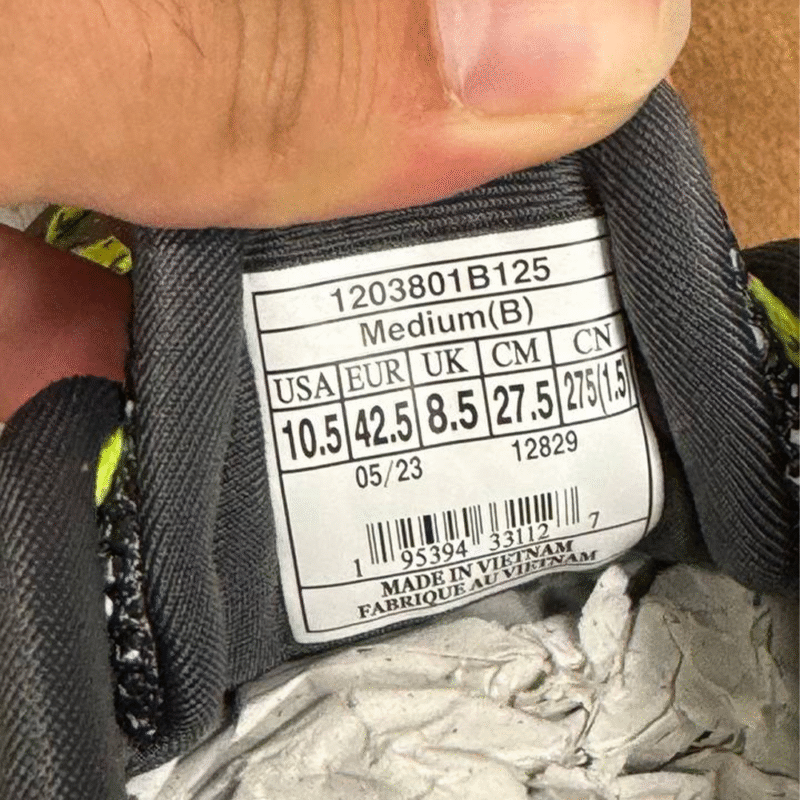 1203801B125
Medium(B)
USA EUR UK CM CN
10.5 42.5 8.5 27.5 275(1.5)
05/23 12829
1 95394 33112 7
MADE IN VIETNAM
FABRIQUE AU VIETNAM